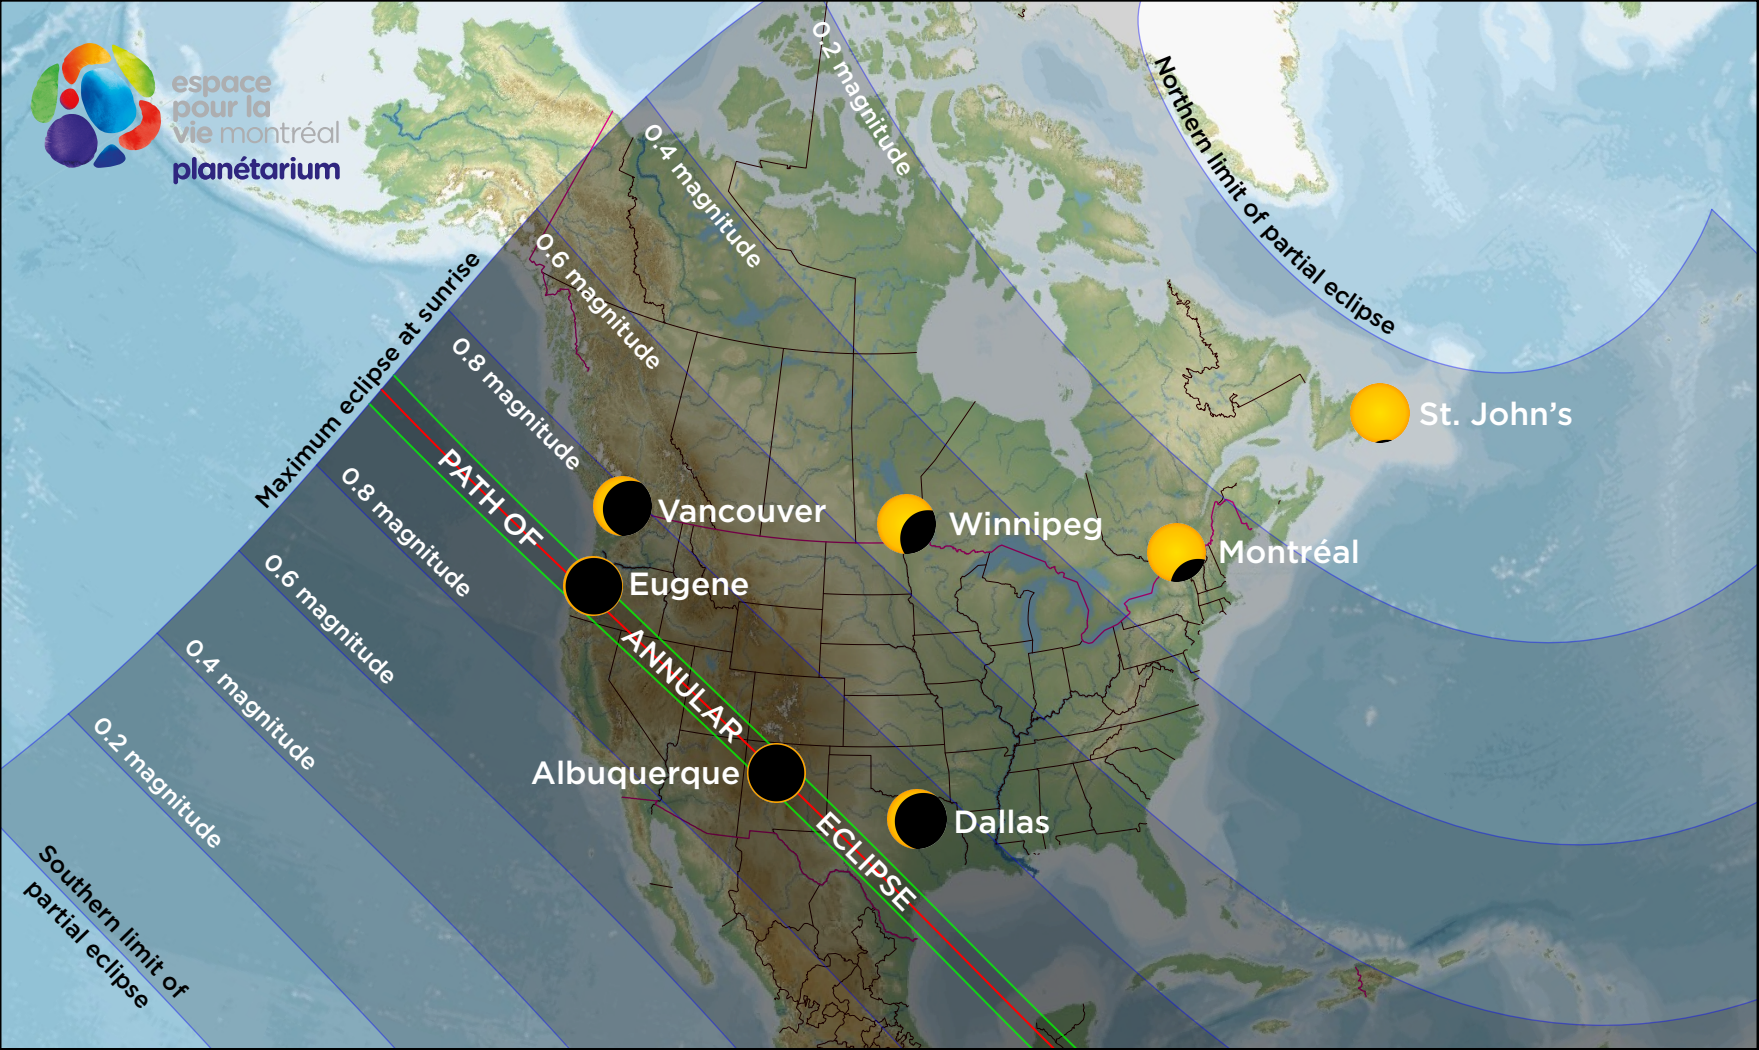 espace
pour la
vie montréal
planétarium
0.2 magnitude
Northern limit of partial eclipse
0.4 magnitude
0.6 magnitude
Maximum eclipse at sunrise
0.8 magnitude
St. John's
PATH OF
Vancouver
Winnipeg
Montréal
0.8 magnitude
Eugene
0.6 magnitude
ANNULAR
0.4 magnitude
Albuquerque
0.2 magnitude
ECLIPSE
Dallas
Southern limit of
partial eclipse